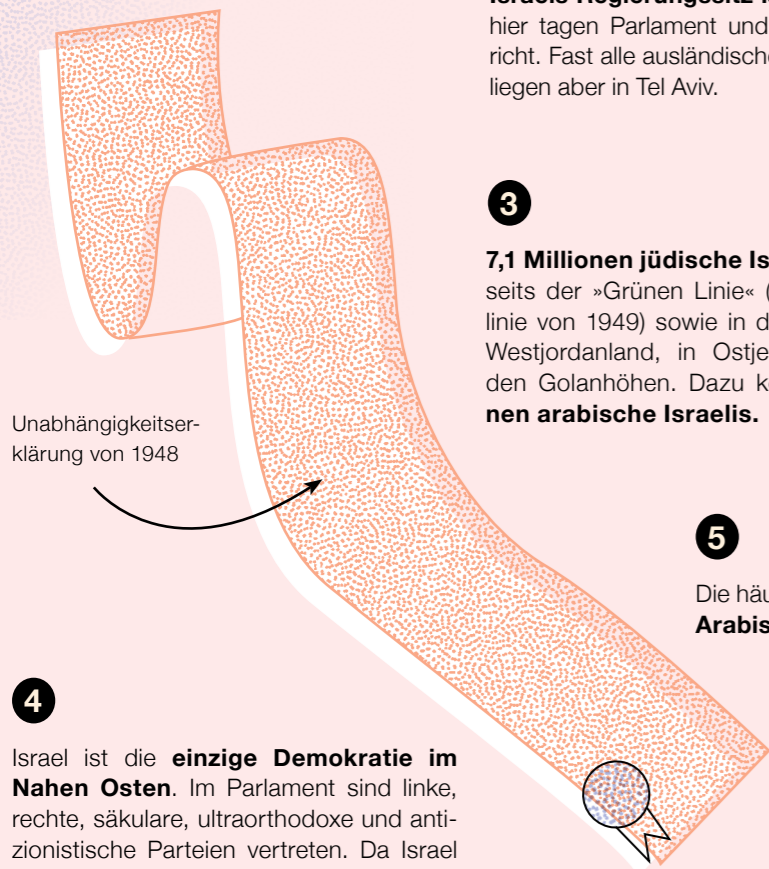 Israels Regierungssitz
hier tagen Parlament und
richt. Fast alle ausländische
liegen aber in Tel Aviv.
3
7,1 Millionen jüdische Is
seits der »Grünen Linie« (
linie von 1949) sowie in d
Westjordanland, in Ostje
den Golanhöhen. Dazu k
nen arabische Israelis.
Unabhängigkeitser-
klärung von 1948
4
Israel ist die einzige Demokratie im
Nahen Osten. Im Parlament sind linke,
rechte, säkulare, ultraorthodoxe und anti-
zionistische Parteien vertreten. Da Israel
5
Die häu
Arabis